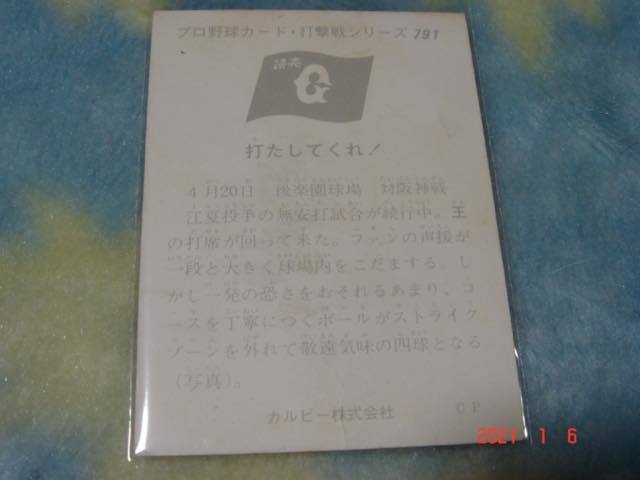 プロ野球カード・打撃戦シリーズ 791
読売
G
打たしてくれ!
4月20日 後楽園球場 対阪神戦
江夏投手の無安打試合が続行中。王
の打席が回って来た。ファンの声援が
一段と大きく球場内をこだまする。し
かし一発の恐さをおそれるあまり、コ
ースを丁寧につくボールがストライク
ゾーンを外れて敬遠気味の四球となる
(写真)。
カルビー株式会社 CP
2021 1 6